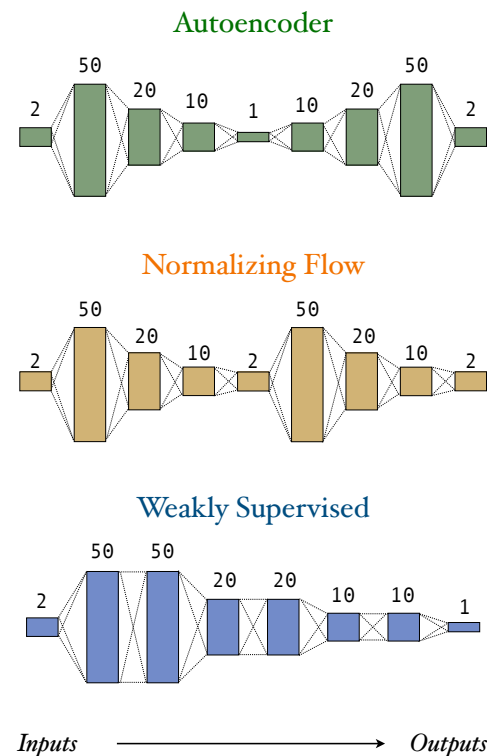 Autoencoder
50 50
2 20 10 1 10 20 2
Normalizing Flow
50 50
2 20 10 2 20 10 2
Weakly Supervised
50 50
2 20 20 10 10 1
Inputs Outputs